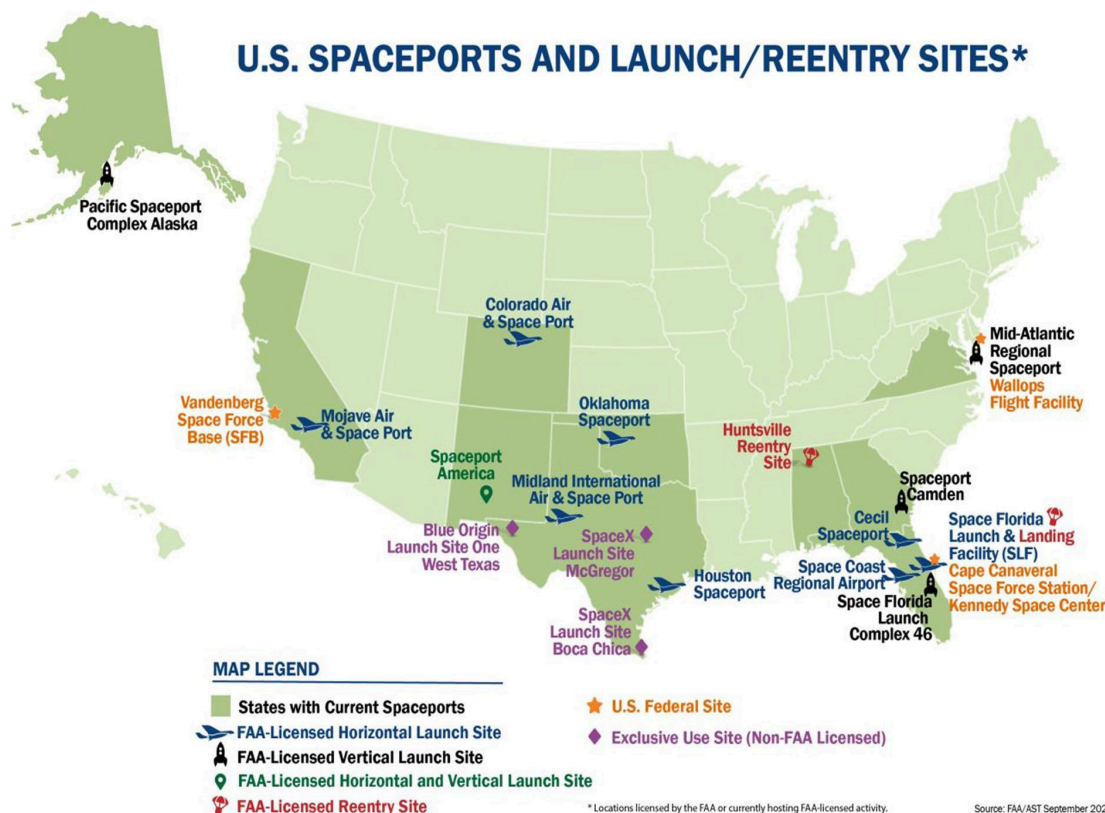 U.S. SPACEPORTS AND LAUNCH/REENTRY SITES*
Pacific Spaceport
Complex Alaska
Colorado Air
& Space Port
Mid-Atlantic
Regional
Spaceport
Wallops
Flight Facility
Vandenberg
Space Force
Base (SFB)
Mojave Air
& Space Port
Oklahoma
Spaceport
Huntsville
Reentry
Site
Spaceport
America
Midland International
Air & Space Port
Spaceport
Camden
Blue Origin
Launch Site One
West Texas
SpaceX
Launch Site
McGregor
Cecil
Spaceport
Space Florida
Launch & Landing
Facility (SLF)
Cape Canaveral
Space Force Station/
Kennedy Space Center
Space Coast
Regional Airport
Houston
Spaceport
Space Florida
Launch
Complex 46
SpaceX
Launch Site
Boca Chica
MAP LEGEND
States with Current Spaceports
FAA-Licensed Horizontal Launch Site
FAA-Licensed Vertical Launch Site
FAA-Licensed Horizontal and Vertical Launch Site
FAA-Licensed Reentry Site
U.S. Federal Site
Exclusive Use Site (Non-FAA Licensed)
* Locations licensed by the FAA or currently hosting FAA-licensed activity.
Source: FAA/AST September